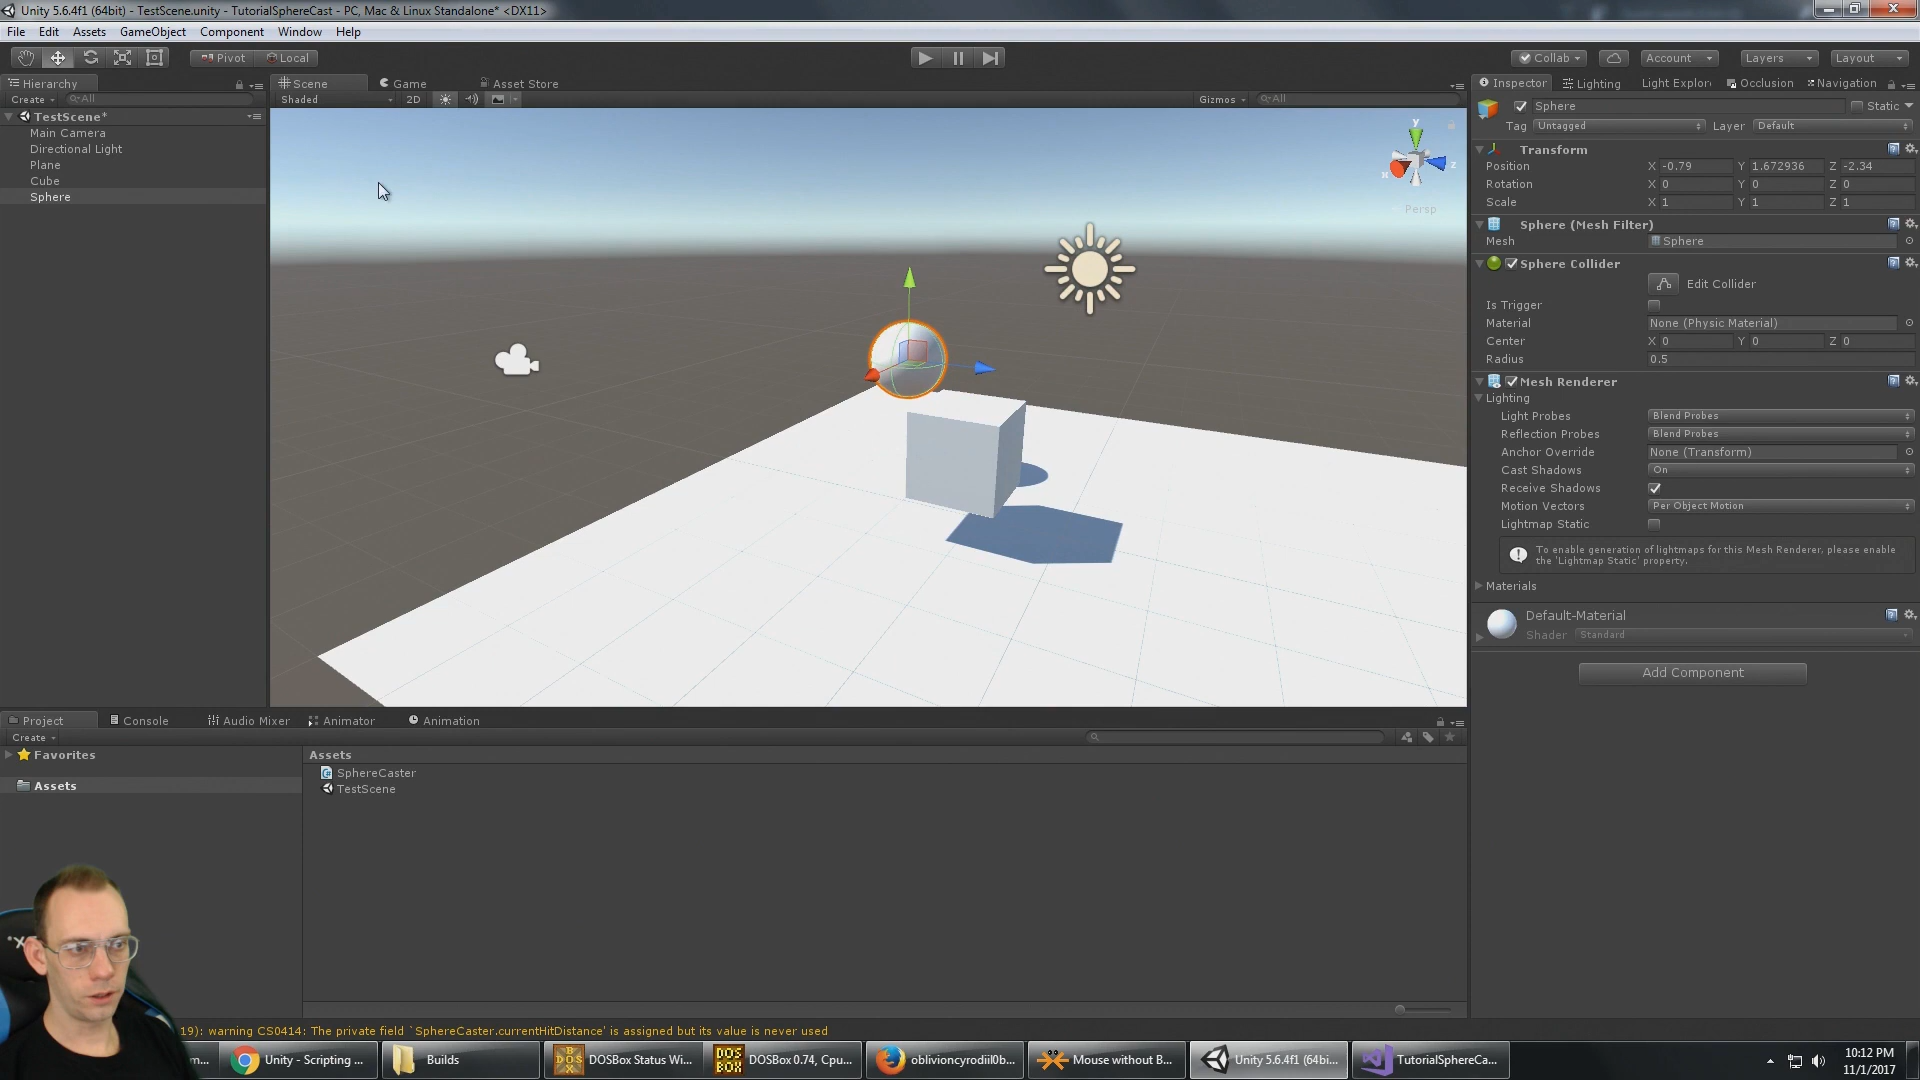 Unity 5.6.4f1 (64bit) - TestScene.unity - TutorialSphereCast - PC, Mac & Linux Standalone* <DX11>
File Edit Assets GameObject Component Window Help
Pivot Local Collab Account Layers Layout
Hierarchy
Create All
TestScene*
Main Camera
Directional Light
Plane
Cube
Sphere
Scene Game Asset Store
Shaded 2D Gizmos All
y
x
z
Persp
Inspector Lighting Light Explor Occlusion Navigation
Sphere Static
Tag Untagged Layer Default
Transform
Position X -0.79 Y 1.672936 Z -2.34
Rotation X 0 Y 0 Z 0
Scale X 1 Y 1 Z 1
Sphere (Mesh Filter)
Mesh Sphere
Sphere Collider
Edit Collider
Is Trigger
Material None (Physic Material)
Center X 0 Y 0 Z 0
Radius 0.5
Mesh Renderer
Lighting
Light Probes Blend Probes
Reflection Probes Blend Probes
Anchor Override None (Transform)
Cast Shadows On
Receive Shadows
Motion Vectors Per Object Motion
Lightmap Static
To enable generation of lightmaps for this Mesh Renderer, please enable
the 'Lightmap Static' property.
Materials
Default-Material
Shader Standard
Add Component
Project Console Audio Mixer Animator Animation
Create
Favorites
Assets
Assets
SphereCaster
TestScene
19): warning CS0414: The private field `SphereCaster.currentHitDistance' is assigned but its value is never used
m... Unity - Scripting ... Builds DOSBox Status Wi... DOSBox 0.74, Cpu... oblivioncyrodiil0b... Mouse without B... Unity 5.6.4f1 (64bi... TutorialSphereCa...
10:12 PM
11/1/2017